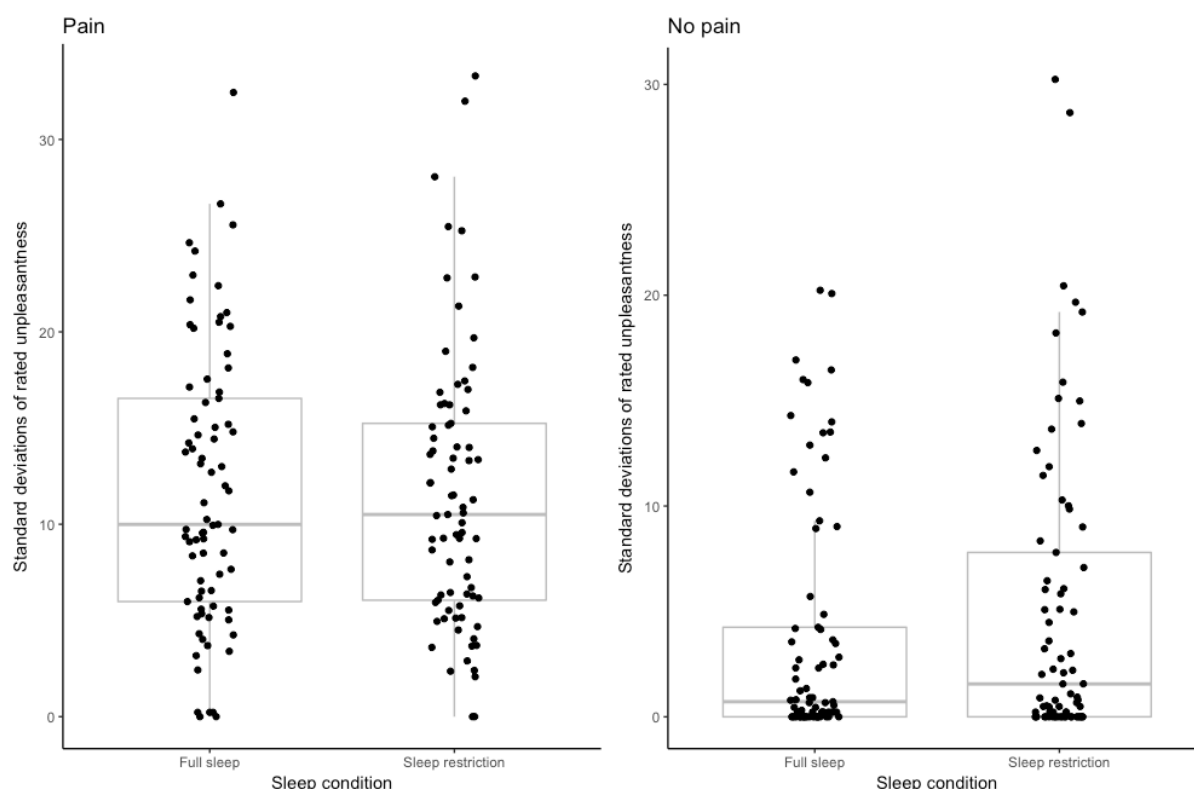 Pain
Standard deviations of rated unpleasantness
30
20
10
0
Full sleep
Sleep restriction
Sleep condition
No pain
Standard deviations of rated unpleasantness
30
20
10
0
Full sleep
Sleep restriction
Sleep condition